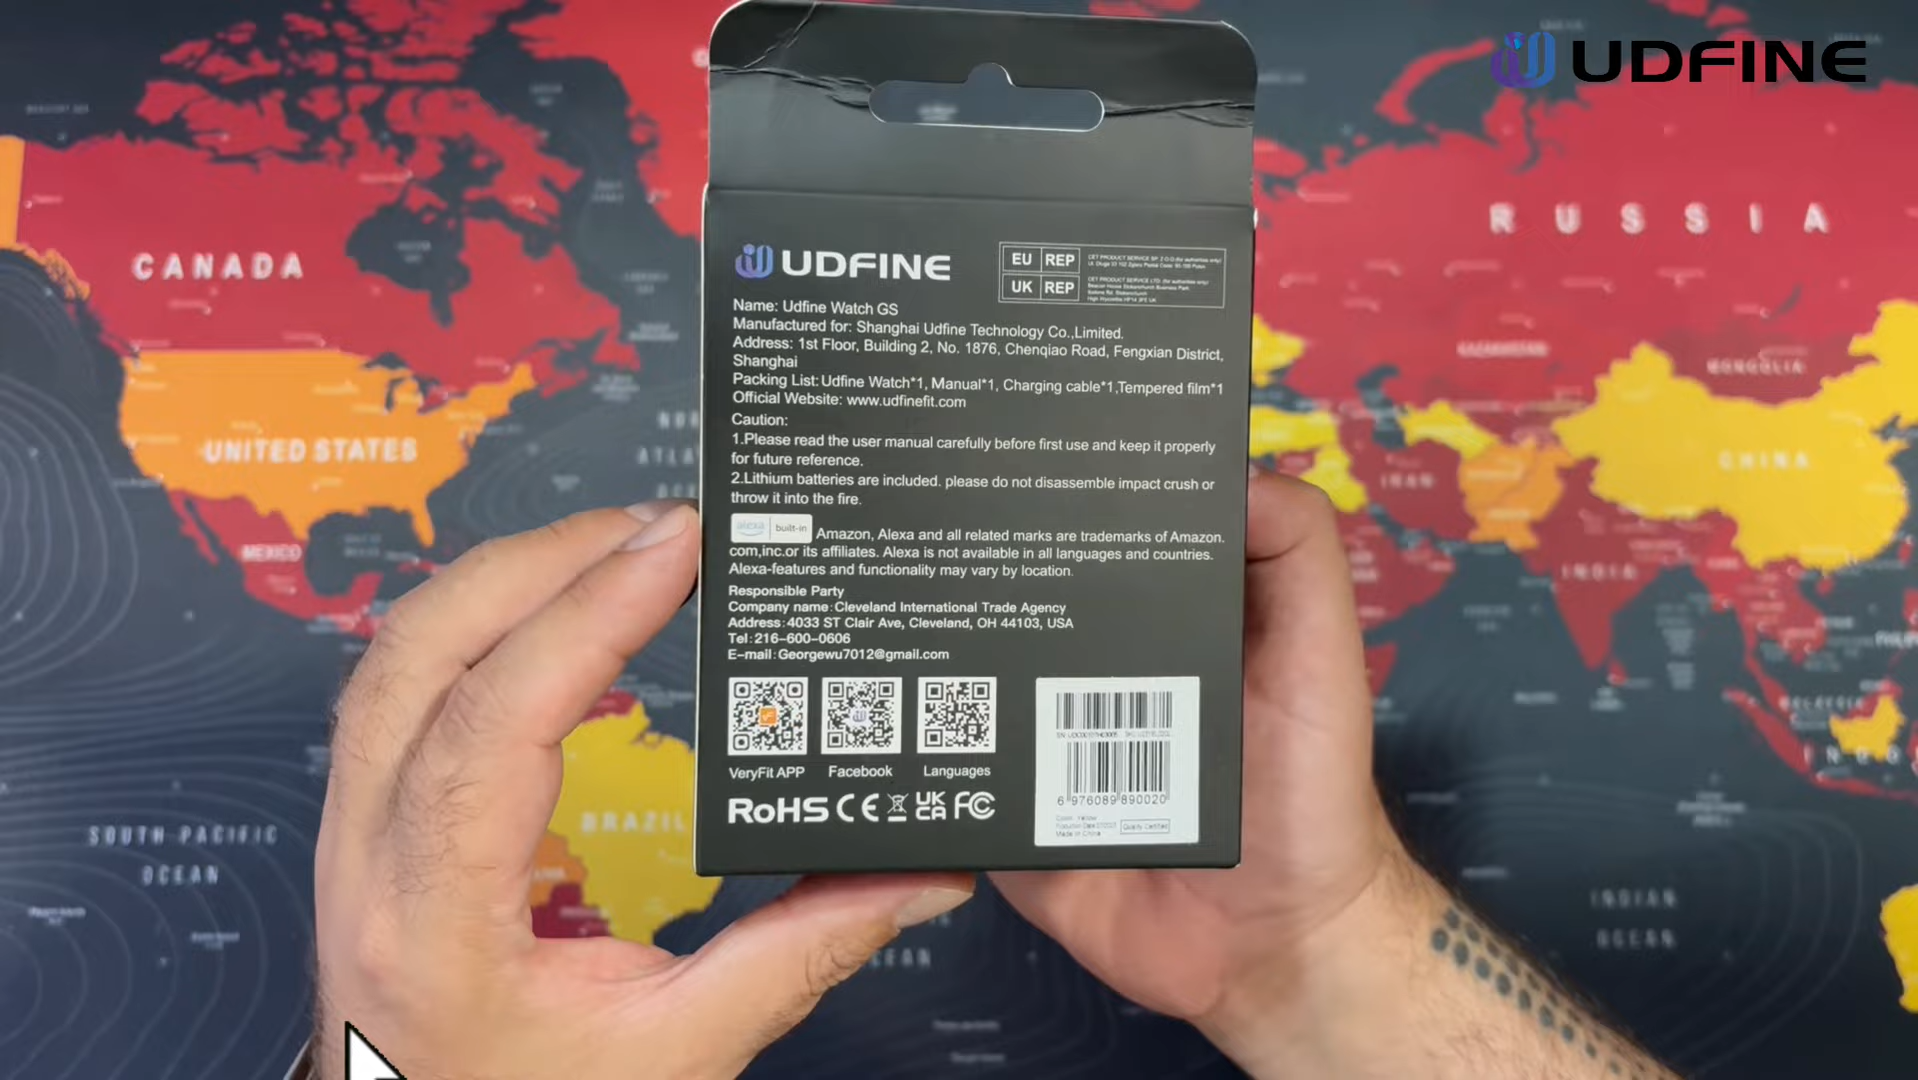 UDFINE
CANADA
RUSSIA
UNITED STATES
MEXICO
MONGOLIA
CHINA
IRAN
INDIA
BRAZIL
SOUTH PACIFIC
OCEAN
INDIAN
OCEAN
UDFINE
EU REP
UK REP
Name: Udfine Watch GS
Manufactured for: Shanghai Udfine Technology Co.,Limited.
Address: 1st Floor, Building 2, No. 1876, Chenqiao Road, Fengxian District,
Shanghai
Packing List:Udfine Watch*1, Manual*1, Charging cable*1,Tempered film*1
Official Website: www.udfinefit.com
Caution:
1.Please read the user manual carefully before first use and keep it properly
for future reference.
2.Lithium batteries are included. please do not disassemble impact crush or
throw it into the fire.
alexa built-in Amazon, Alexa and all related marks are trademarks of Amazon.
com,inc.or its affiliates. Alexa is not available in all languages and countries.
Alexa-features and functionality may vary by location.
Responsible Party
Company name:Cleveland International Trade Agency
Address:4033 ST Clair Ave, Cleveland, OH 44103, USA
Tel:216-600-0606
E-mail:Georgewu7012@gmail.com
VeryFit APP Facebook Languages
RoHS CE UK CA FC
6 976089 890020
Made in China
Quality Certified